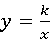 y = k/x